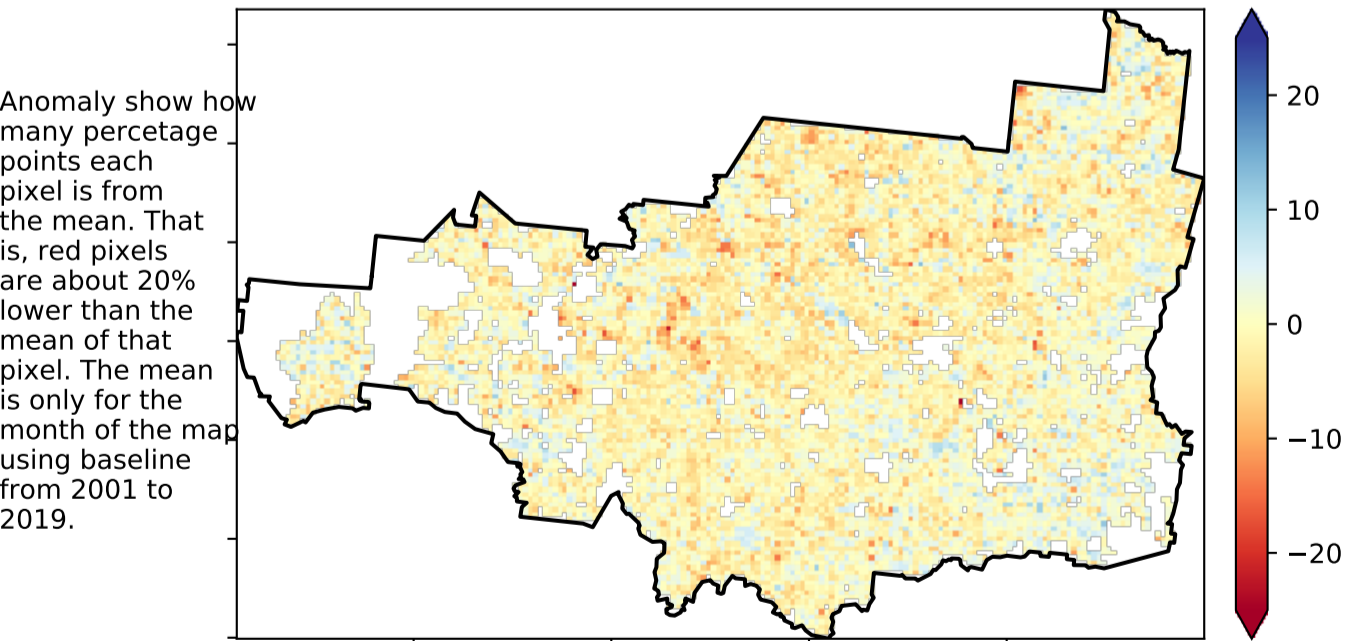 Anomaly show how
many percetage
points each
pixel is from
the mean. That
is, red pixels
are about 20%
lower than the
mean of that
pixel. The mean
is only for the
month of the map
using baseline
from 2001 to
2019.
20
10
0
−10
−20